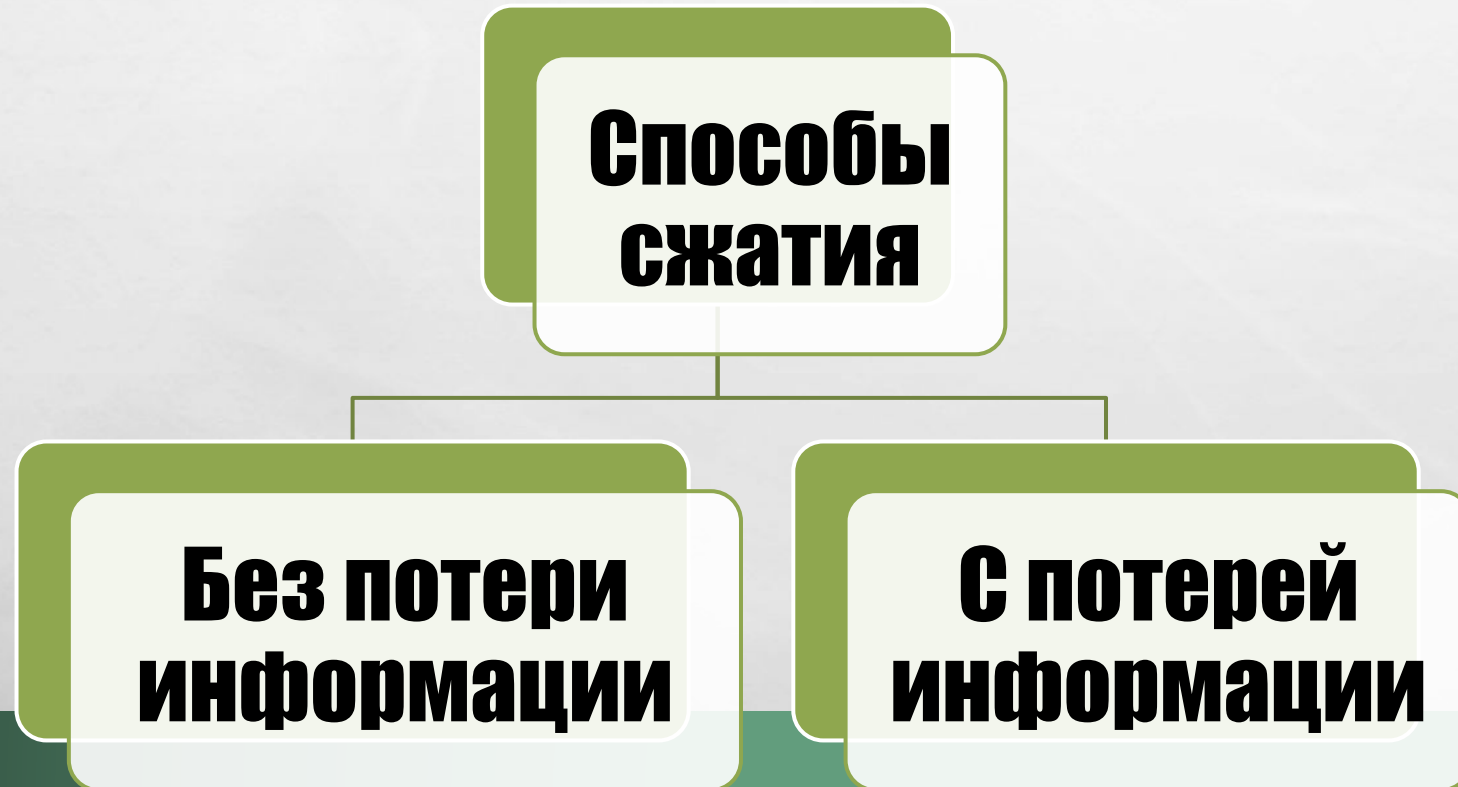 Способы
сжатия
Без потери
информации
С потерей
информации